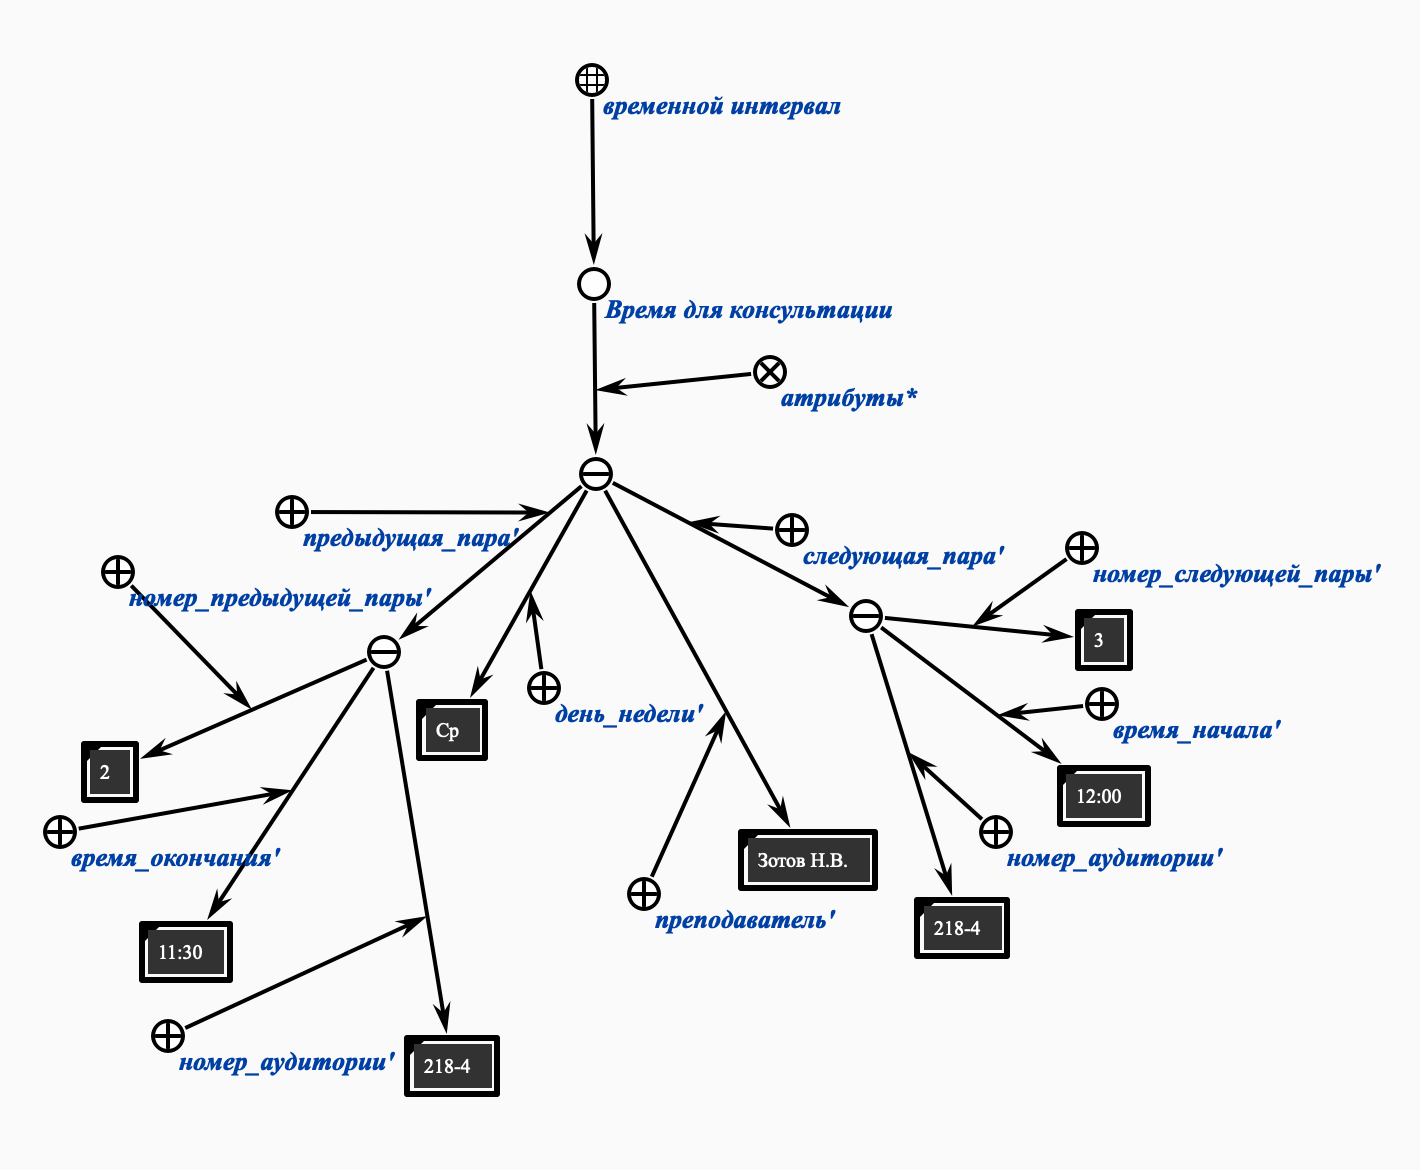 временной интервал
Время для консультации
атрибуты*
предыдущая_пара'
следующая_пара'
номер_следующей_пары'
номер_предыдущей_пары'
3
день_недели'
Ср
время_начала'
2
12:00
время_окончания'
Зотов Н.В.
номер_аудитории'
преподаватель'
218-4
11:30
номер_аудитории'
218-4